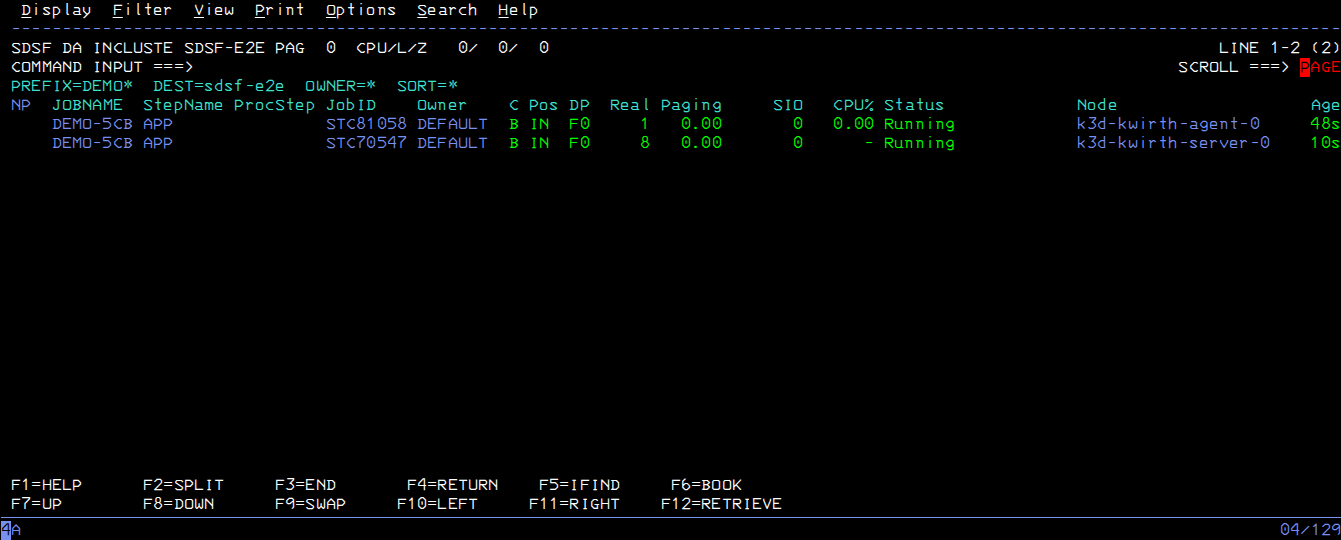 Display Filter View Print Options Search Help
SDSF DA INCLUSTE SDSF-E2E PAG 0 CPU/L/Z 0/ 0/ 0 LINE 1-2 (2)
COMMAND INPUT ===> SCROLL ===> PAGE
PREFIX=DEMO* DEST=sdsf-e2e OWNER=* SORT=*
NP JOBNAME StepName ProcStep JobID Owner C Pos DP Real Paging SIO CPU% Status Node Age
DEMO-5CB APP STC81058 DEFAULT B IN F0 1 0.00 0 0.00 Running k3d-kwirth-agent-0 48s
DEMO-5CB APP STC70547 DEFAULT B IN F0 8 0.00 0 - Running k3d-kwirth-server-0 10s
F1=HELP F2=SPLIT F3=END F4=RETURN F5=IFIND F6=BOOK
F7=UP F8=DOWN F9=SWAP F10=LEFT F11=RIGHT F12=RETRIEVE
4A 04/129